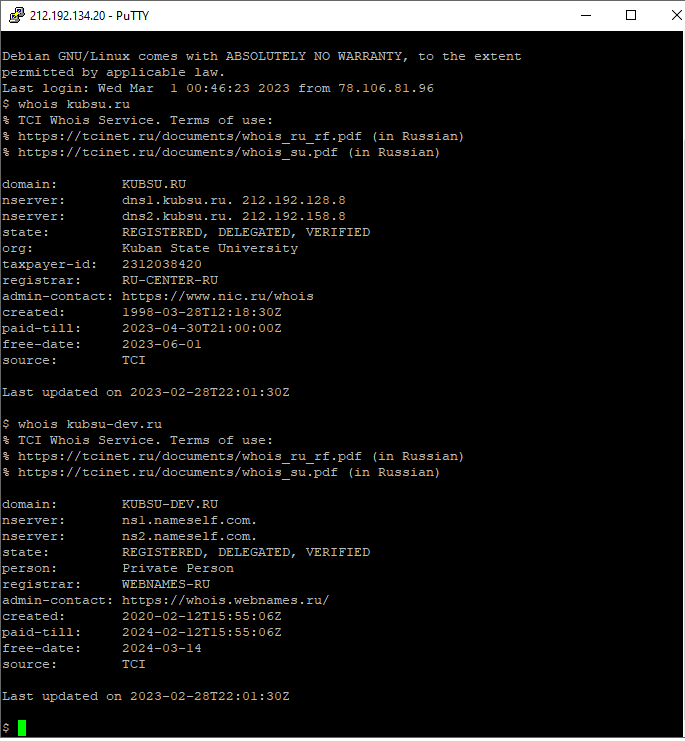 212.192.134.20 - PuTTY
Debian GNU/Linux comes with ABSOLUTELY NO WARRANTY, to the extent
permitted by applicable law.
Last login: Wed Mar  1 00:46:23 2023 from 78.106.81.96
$ whois kubsu.ru
% TCI Whois Service. Terms of use:
% https://tcinet.ru/documents/whois_ru_rf.pdf (in Russian)
% https://tcinet.ru/documents/whois_su.pdf (in Russian)

domain:        KUBSU.RU
nserver:       dns1.kubsu.ru. 212.192.128.8
nserver:       dns2.kubsu.ru. 212.192.158.8
state:         REGISTERED, DELEGATED, VERIFIED
org:           Kuban State University
taxpayer-id:   2312038420
registrar:     RU-CENTER-RU
admin-contact: https://www.nic.ru/whois
created:       1998-03-28T12:18:30Z
paid-till:     2023-04-30T21:00:00Z
free-date:     2023-06-01
source:        TCI

Last updated on 2023-02-28T22:01:30Z

$ whois kubsu-dev.ru
% TCI Whois Service. Terms of use:
% https://tcinet.ru/documents/whois_ru_rf.pdf (in Russian)
% https://tcinet.ru/documents/whois_su.pdf (in Russian)

domain:        KUBSU-DEV.RU
nserver:       ns1.nameself.com.
nserver:       ns2.nameself.com.
state:         REGISTERED, DELEGATED, VERIFIED
person:        Private Person
registrar:     WEBNAMES-RU
admin-contact: https://whois.webnames.ru/
created:       2020-02-12T15:55:06Z
paid-till:     2024-02-12T15:55:06Z
free-date:     2024-03-14
source:        TCI

Last updated on 2023-02-28T22:01:30Z

$